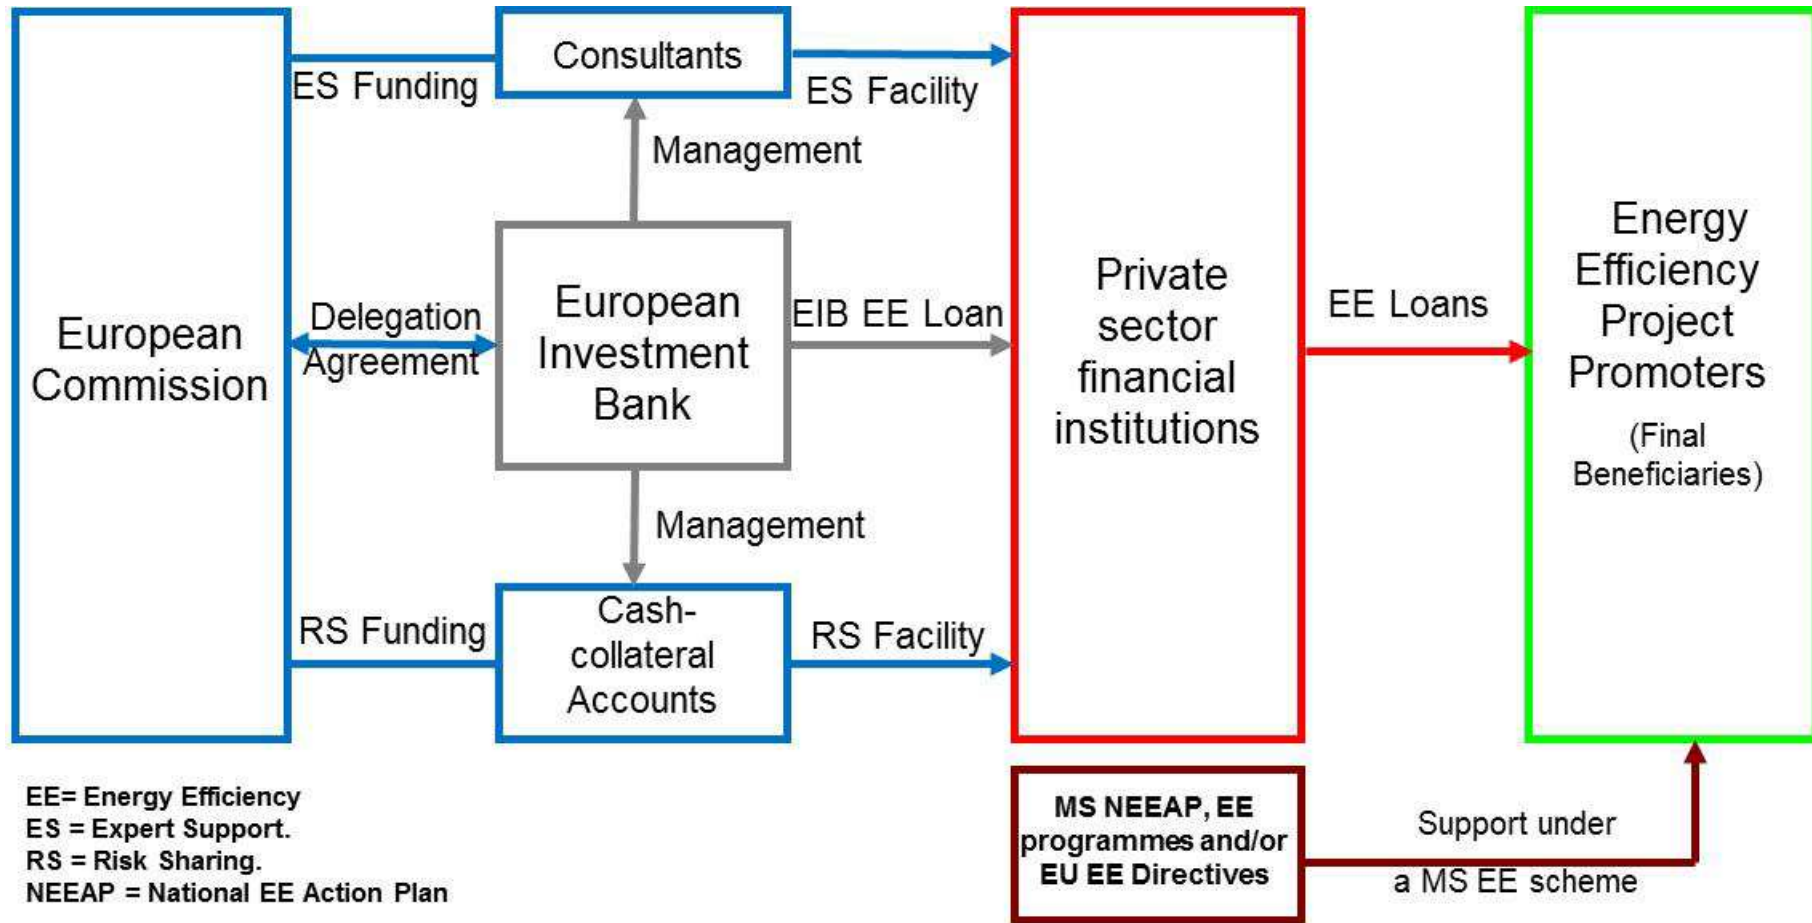 European
Commission
ES Funding
Consultants
ES Facility
Management
Delegation
Agreement
European
Investment
Bank
EIB EE Loan
Management
RS Funding
Cash-
collateral
Accounts
RS Facility
Private
sector
financial
institutions
EE Loans
Energy
Efficiency
Project
Promoters
(Final
Beneficiaries)
MS NEEAP, EE
programmes and/or
EU EE Directives
Support under
a MS EE scheme
EE= Energy Efficiency
ES = Expert Support.
RS = Risk Sharing.
NEEAP = National EE Action Plan